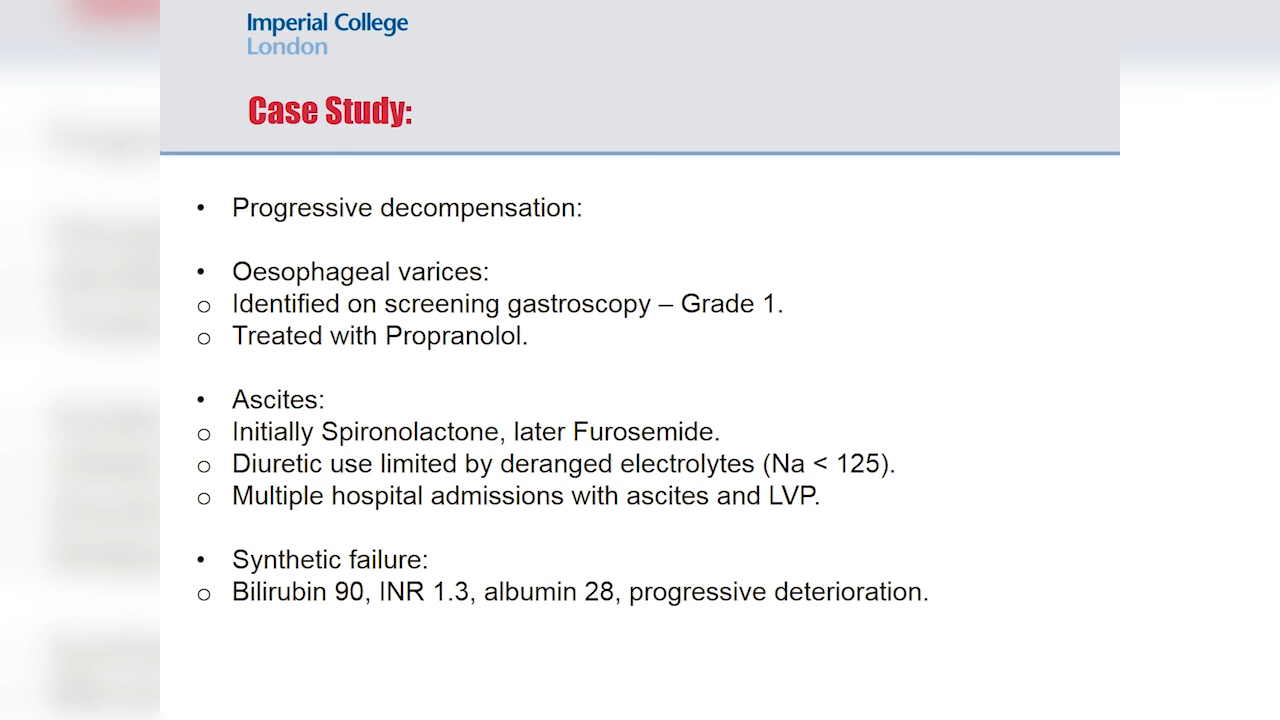 Imperial College
London
Case Study:
• Progressive decompensation:
• Oesophageal varices:
o Identified on screening gastroscopy – Grade 1.
o Treated with Propranolol.
• Ascites:
o Initially Spironolactone, later Furosemide.
o Diuretic use limited by deranged electrolytes (Na < 125).
o Multiple hospital admissions with ascites and LVP.
• Synthetic failure:
o Bilirubin 90, INR 1.3, albumin 28, progressive deterioration.